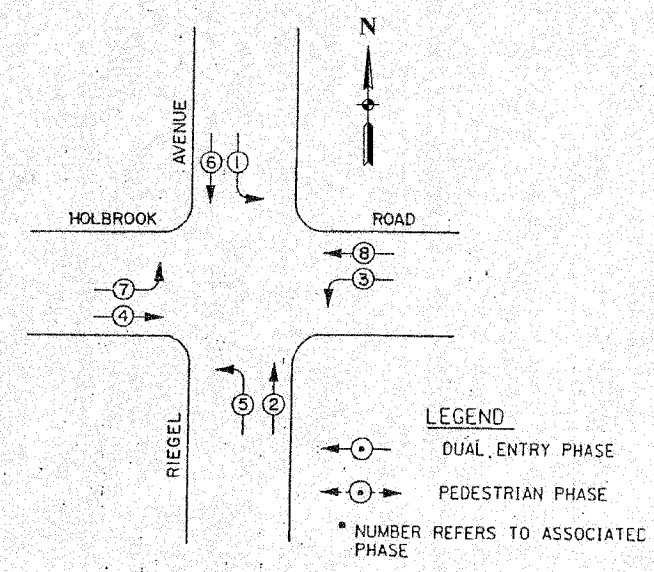 N
AVENUE
6 1
HOLBROOK ROAD
8
7 3
4
5 2
RIEGEL
LEGEND
DUAL ENTRY PHASE
PEDESTRIAN PHASE
* NUMBER REFERS TO ASSOCIATED
PHASE